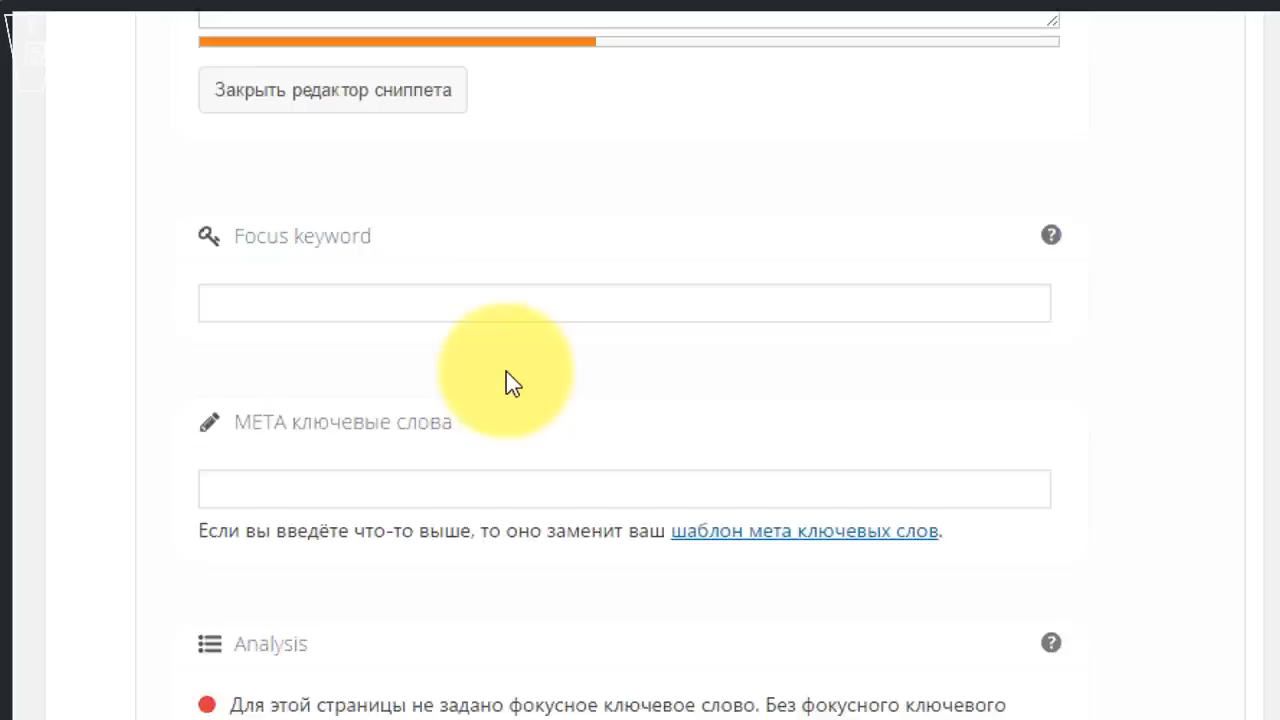 Закрыть редактор сниппета
Focus keyword
МЕТА ключевые слова
Если вы введёте что-то выше, то оно заменит ваш шаблон мета ключевых слов.
Analysis
Для этой страницы не задано фокусное ключевое слово. Без фокусного ключевого